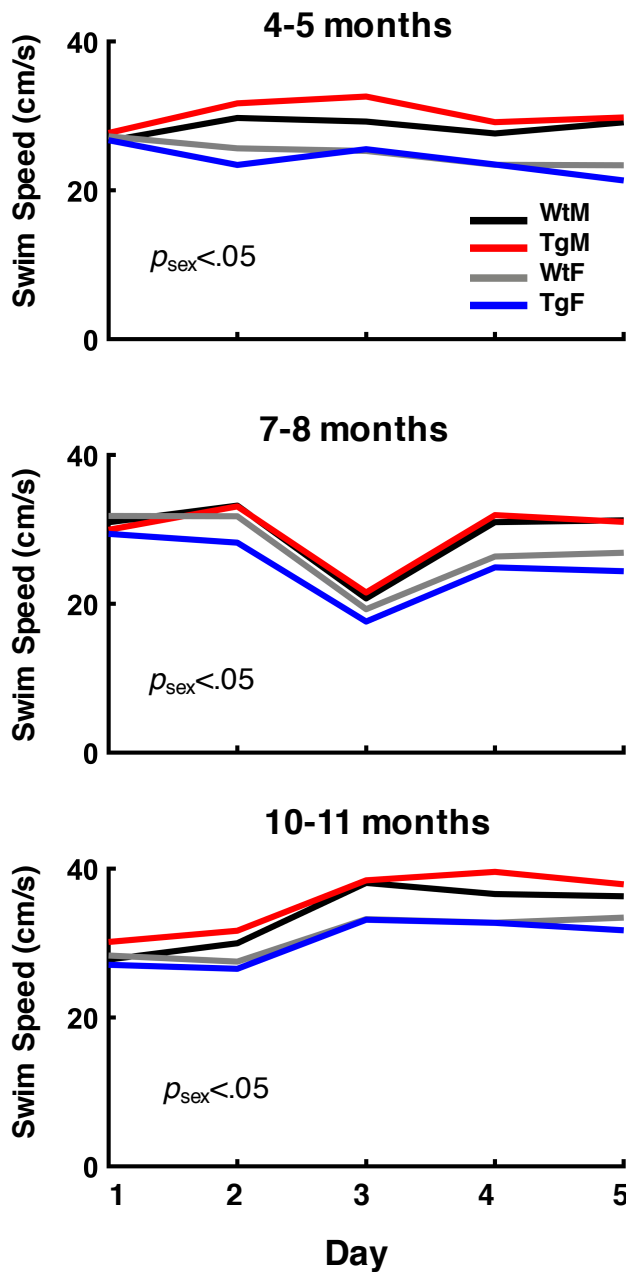 4-5 months
40
20
0
Swim Speed (cm/s)
WtM
TgM
WtF
TgF
psex<.05
7-8 months
40
20
0
Swim Speed (cm/s)
psex<.05
10-11 months
40
20
0
Swim Speed (cm/s)
psex<.05
1 2 3 4 5
Day